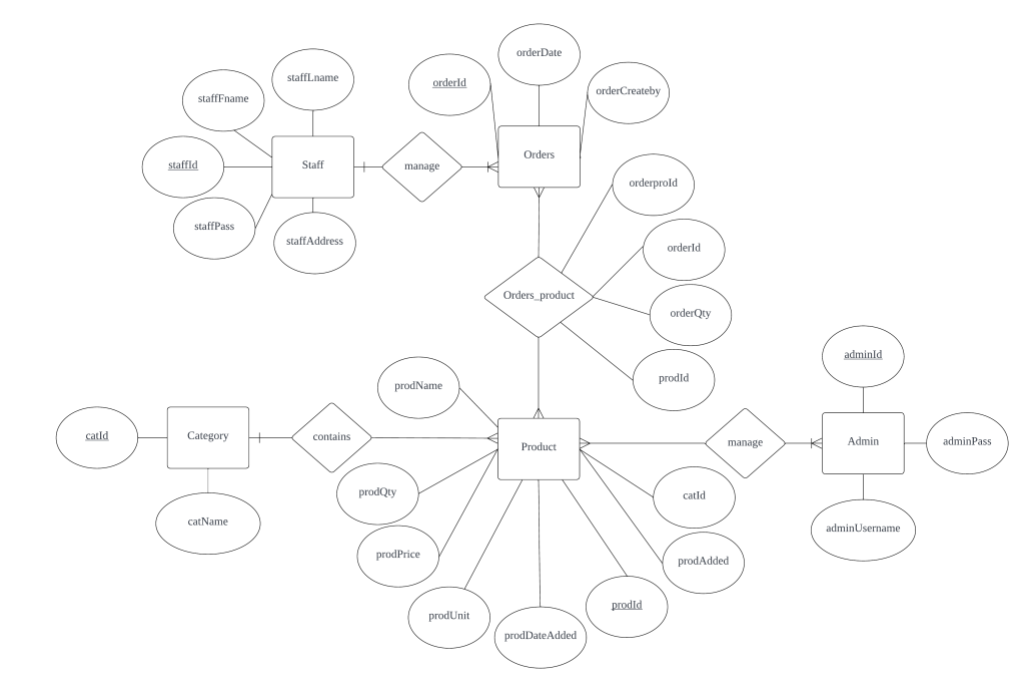 orderDate
staffLname
orderId
orderCreateby
staffFname
Orders
staffId
Staff
manage
orderproId
staffPass
staffAddress
orderId
Orders_product
orderQty
adminId
prodName
prodId
catId
Category
contains
Product
manage
Admin
adminPass
prodQty
catId
catName
adminUsername
prodPrice
prodAdded
prodId
prodUnit
prodDateAdded